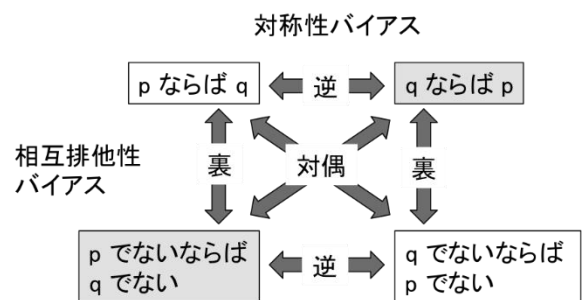 対称性バイアス
p ならば q
逆
q ならば p
相互排他性
バイアス
裏
対偶
裏
p でないならば
q でない
逆
q でないならば
p でない